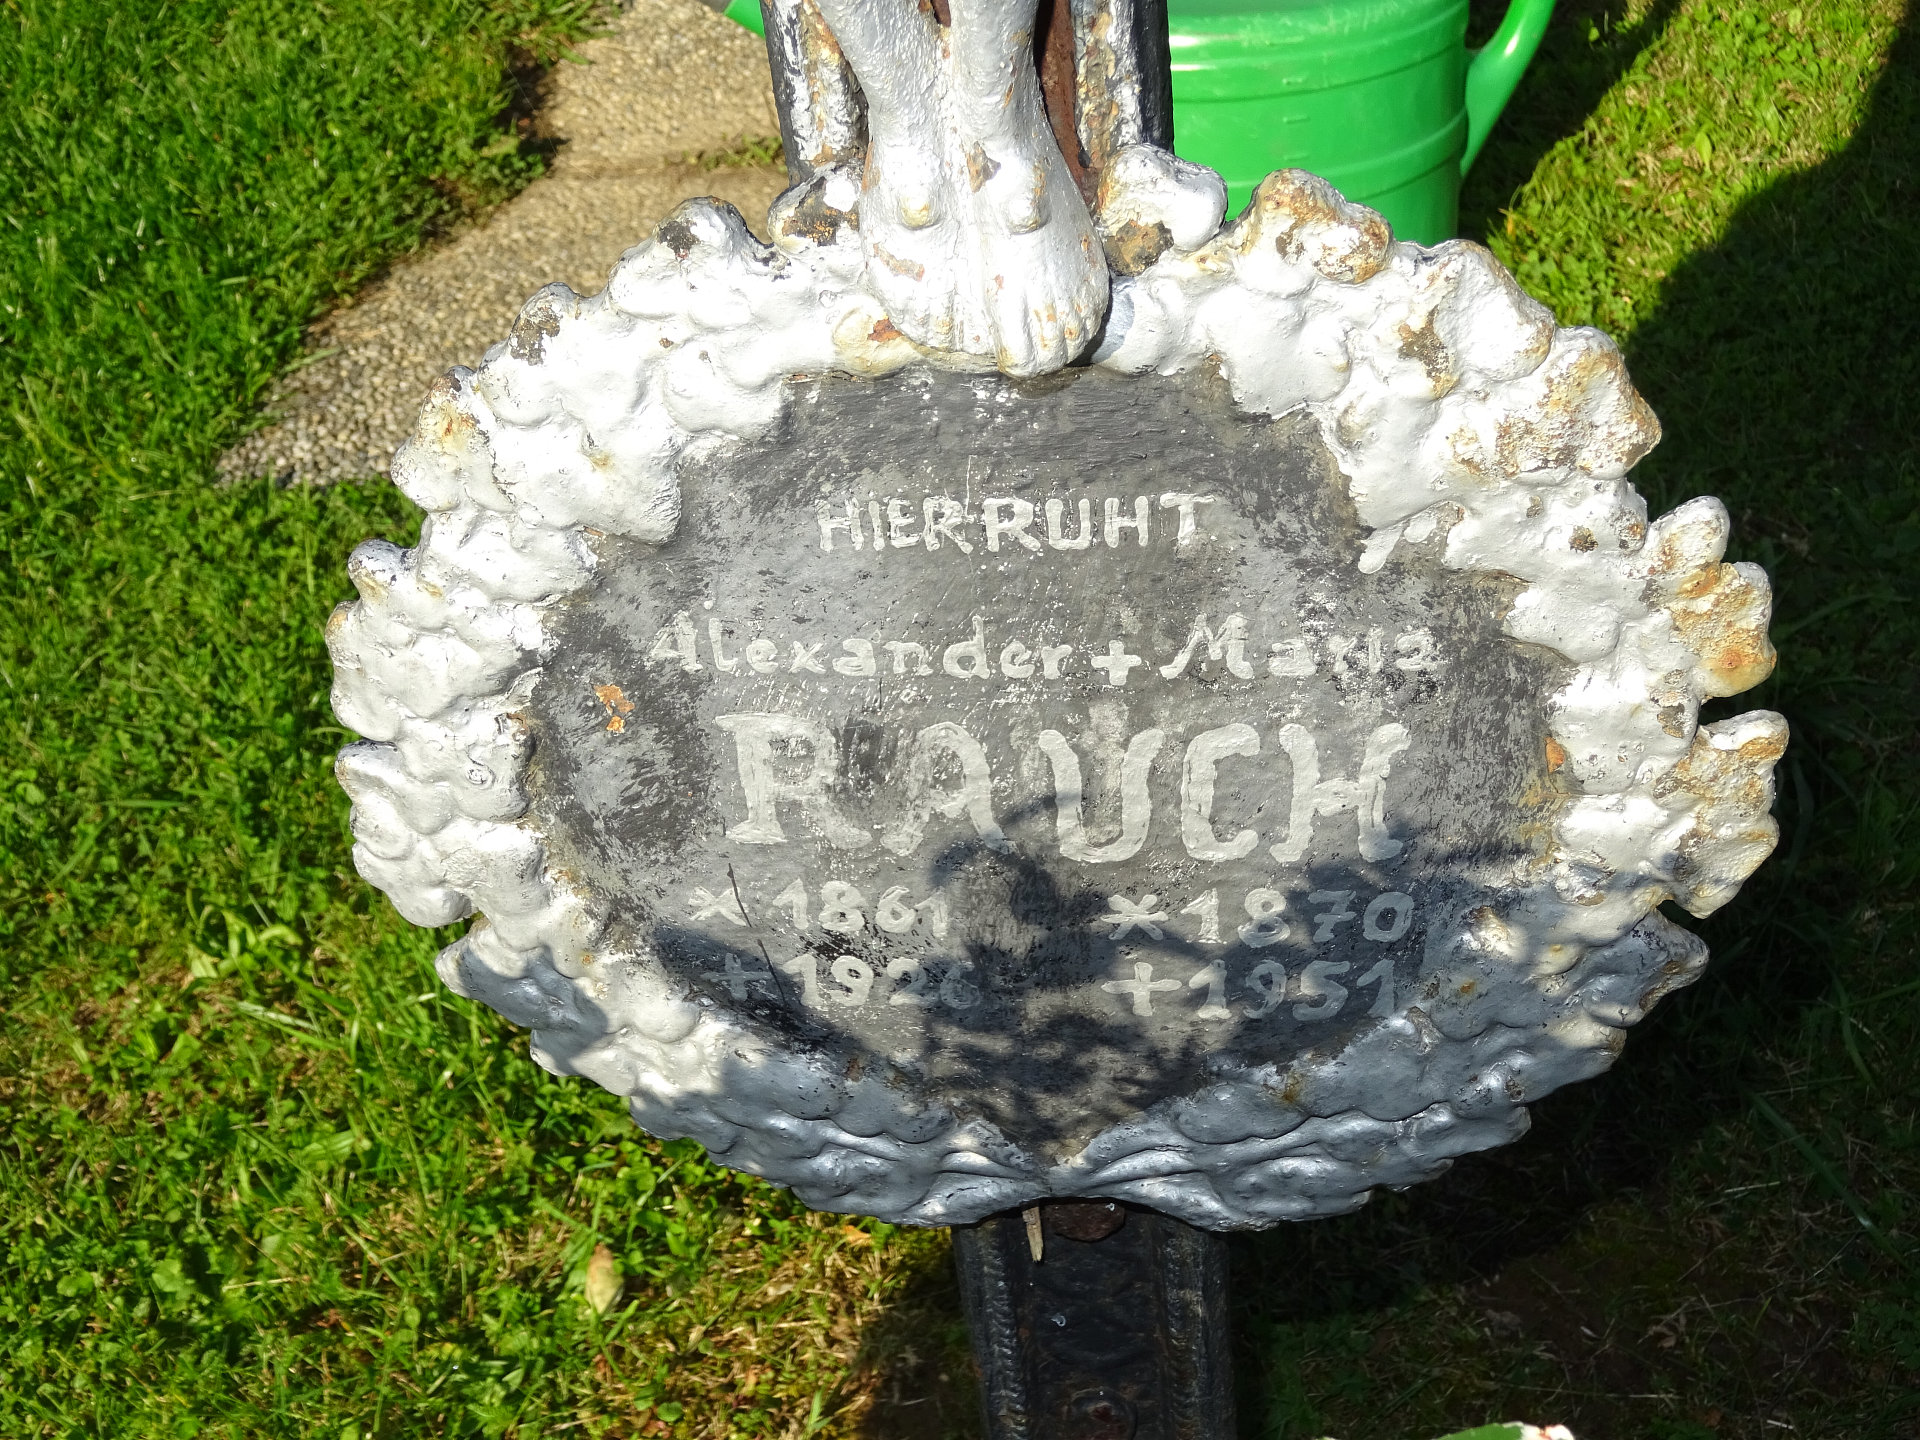 HIER RUHT
Alexander + Maria
RAUCH
* 1861 * 1870
+ 1926 + 1951